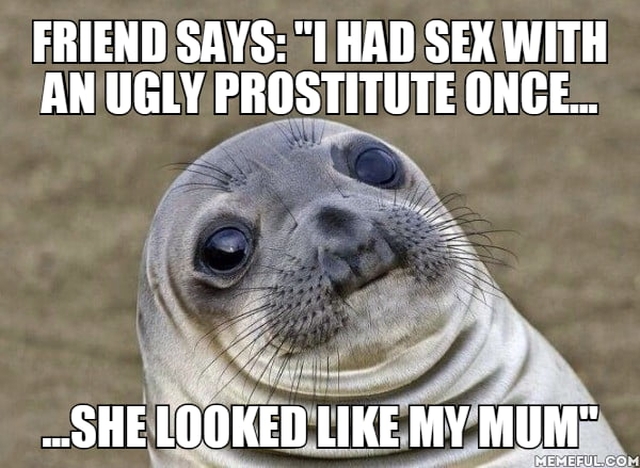 FRIEND SAYS: "I HAD SEX WITH
AN UGLY PROSTITUTE ONCE...
...SHE LOOKED LIKE MY MUM"
MEMEFUL.COM